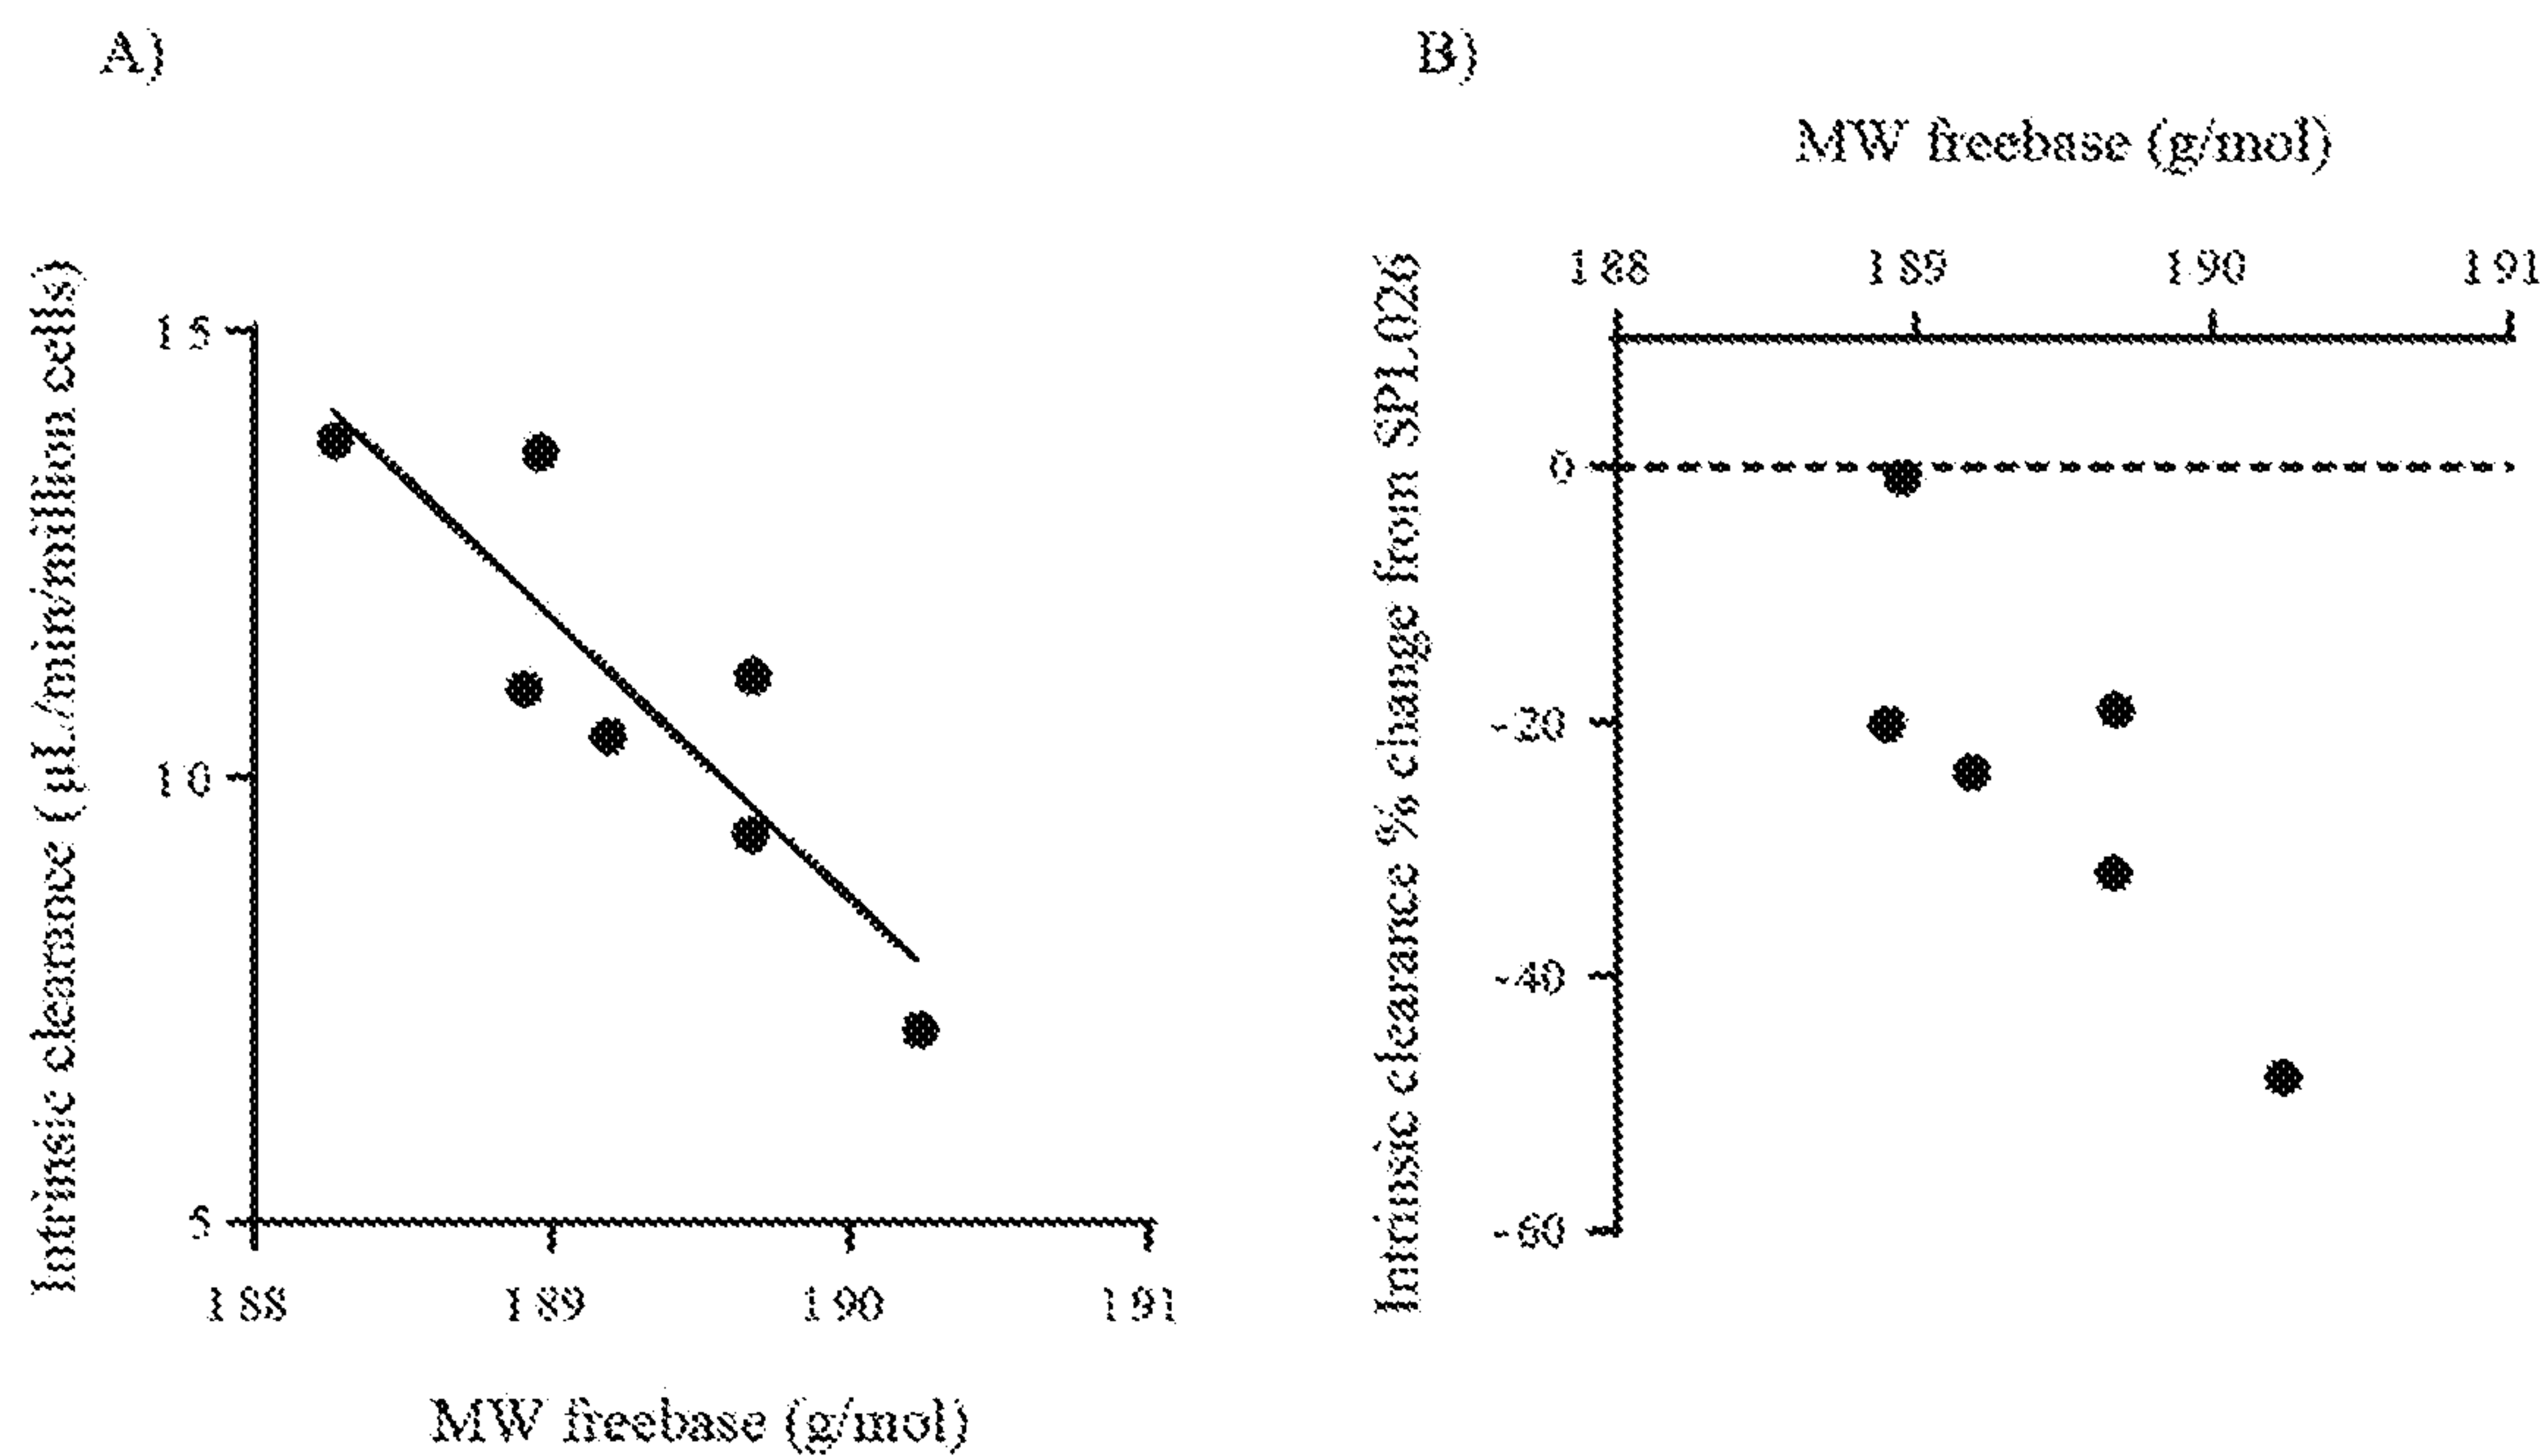 A)
Intrinsic clearance (µL/min/million cells)
15
10
5
188 189 190 191
MW freebase (g/mol)
B)
MW freebase (g/mol)
188 189 190 191
Intrinsic clearance % change from SPL026
0
-20
-40
-60